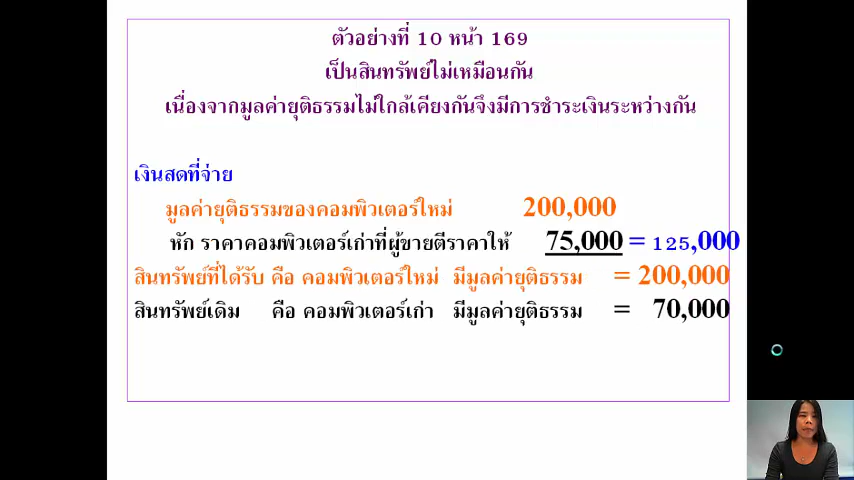 ตัวอย่างที่ 10 หน้า 169
เป็นสินทรัพย์ไม่เหมือนกัน
เนื่องจากมูลค่ายุติธรรมไม่ใกล้เคียงกันจึงมีการชำระเงินระหว่างกัน
เงินสดที่จ่าย
มูลค่ายุติธรรมของคอมพิวเตอร์ใหม่ 200,000
หัก ราคาคอมพิวเตอร์เก่าที่ผู้ขายตีราคาให้ 75,000 = 125,000
สินทรัพย์ที่ได้รับ คือ คอมพิวเตอร์ใหม่ มีมูลค่ายุติธรรม = 200,000
สินทรัพย์เดิม คือ คอมพิวเตอร์เก่า มีมูลค่ายุติธรรม = 70,000